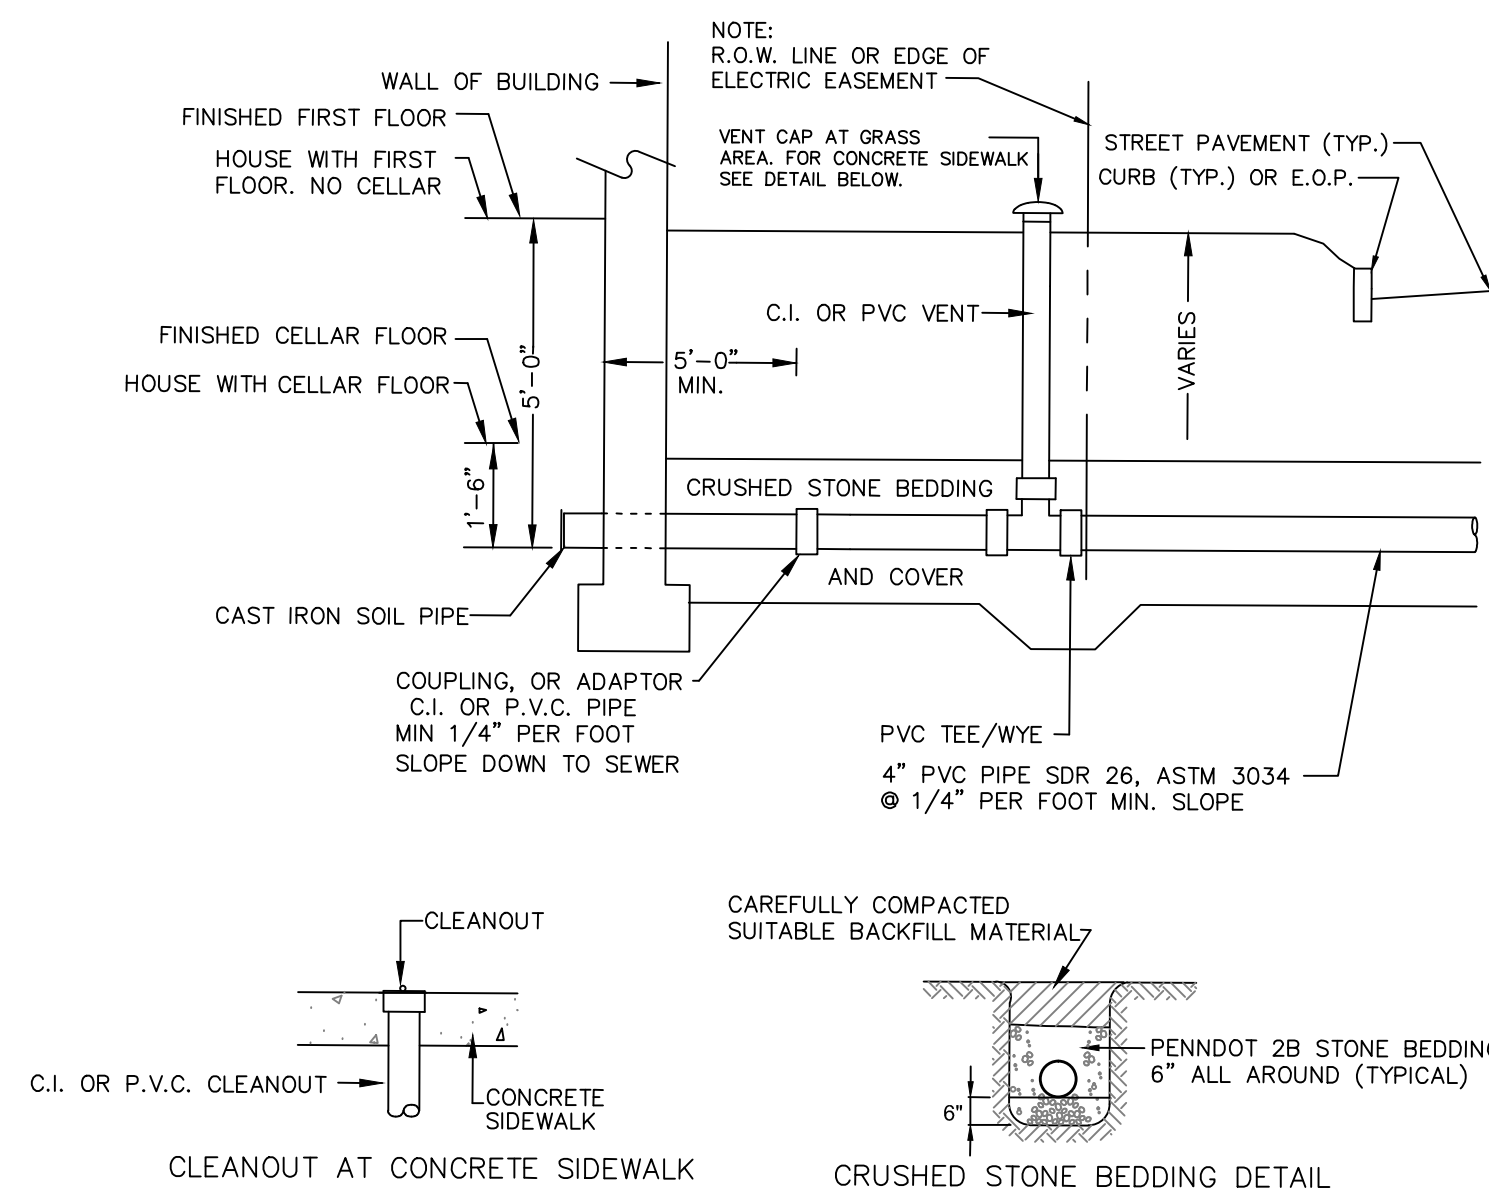 NOTE:
R.O.W. LINE OR EDGE OF
ELECTRIC EASEMENT
WALL OF BUILDING
FINISHED FIRST FLOOR
HOUSE WITH FIRST
FLOOR. NO CELLAR
VENT CAP AT GRASS
AREA. FOR CONCRETE SIDEWALK
SEE DETAIL BELOW.
STREET PAVEMENT (TYP.)
CURB (TYP.) OR E.O.P.
C.I. OR PVC VENT
FINISHED CELLAR FLOOR
HOUSE WITH CELLAR FLOOR
5'-0"
5'-0"
MIN.
VARIES
1'-6"
CRUSHED STONE BEDDING
AND COVER
CAST IRON SOIL PIPE
COUPLING, OR ADAPTOR
C.I. OR P.V.C. PIPE
MIN 1/4" PER FOOT
SLOPE DOWN TO SEWER
PVC TEE/WYE
4" PVC PIPE SDR 26, ASTM 3034
@ 1/4" PER FOOT MIN. SLOPE
CLEANOUT
C.I. OR P.V.C. CLEANOUT
CONCRETE
SIDEWALK
CLEANOUT AT CONCRETE SIDEWALK
CAREFULLY COMPACTED
SUITABLE BACKFILL MATERIAL
PENNDOT 2B STONE BEDDING
6" ALL AROUND (TYPICAL)
6"
CRUSHED STONE BEDDING DETAIL